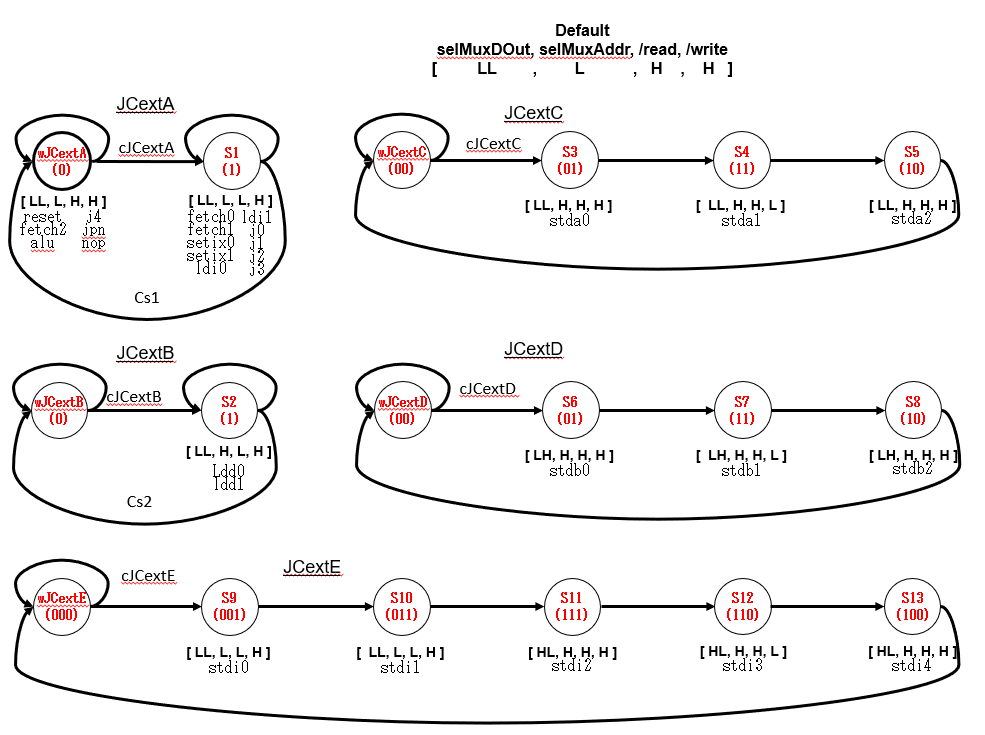 Default
selMuxDOut, selMuxAddr, /read, /write
[ LL , L , H , H ]
JCextA
wJCextA
(0)
cJCextA
S1
(1)
[ LL, L, H, H ]
reset j4
fetch2 jpn
alu nop
[ LL, L, L, H ]
fetch0 ldi1
fetch1 j0
setix0 j1
setix1 j2
ldi0 j3
Cs1
JCextC
wJCextC
(00)
cJCextC
S3
(01)
S4
(11)
S5
(10)
[ LL, H, H, H ]
stda0
[ LL, H, H, L ]
stda1
[ LL, H, H, H ]
stda2
JCextB
wJCextB
(0)
cJCextB
S2
(1)
[ LL, H, L, H ]
Ldd0
ldd1
Cs2
JCextD
wJCextD
(00)
cJCextD
S6
(01)
S7
(11)
S8
(10)
[ LH, H, H, H ]
stdb0
[ LH, H, H, L ]
stdb1
[ LH, H, H, H ]
stdb2
JCextE
wJCextE
(000)
cJCextE
S9
(001)
S10
(011)
S11
(111)
S12
(110)
S13
(100)
[ LL, L, L, H ]
stdi0
[ LL, L, L, H ]
stdi1
[ HL, H, H, H ]
stdi2
[ HL, H, H, L ]
stdi3
[ HL, H, H, H ]
stdi4